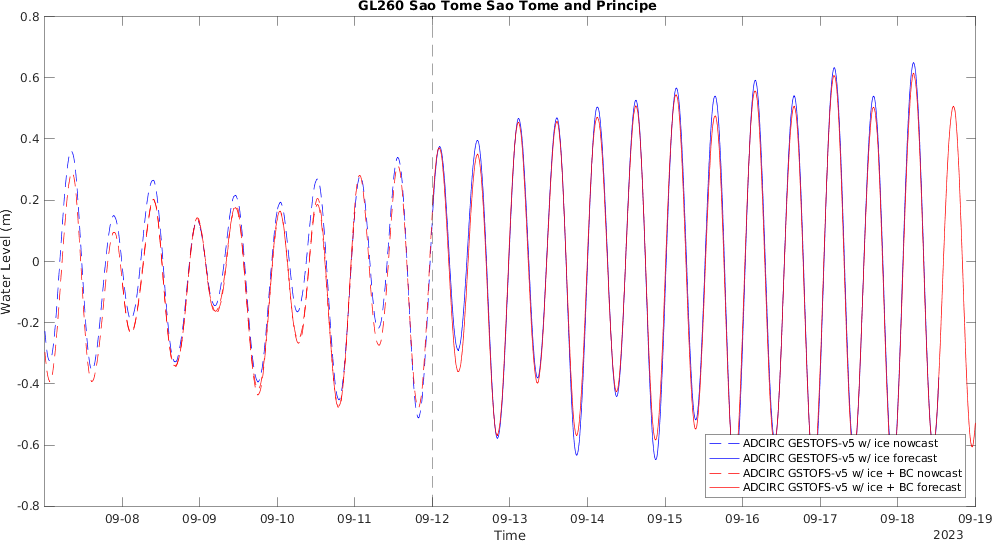 GL260 Sao Tome Sao Tome and Principe
0.8
0.6
0.4
0.2
0
-0.2
-0.4
-0.6
-0.8
Water Level (m)
ADCIRC GESTOFS-v5 w/ ice nowcast
ADCIRC GESTOFS-v5 w/ ice forecast
ADCIRC GSTOFS-v5 w/ ice + BC nowcast
ADCIRC GSTOFS-v5 w/ ice + BC forecast
09-08 09-09 09-10 09-11 09-12 09-13 09-14 09-15 09-16 09-17 09-18 09-19
Time
2023